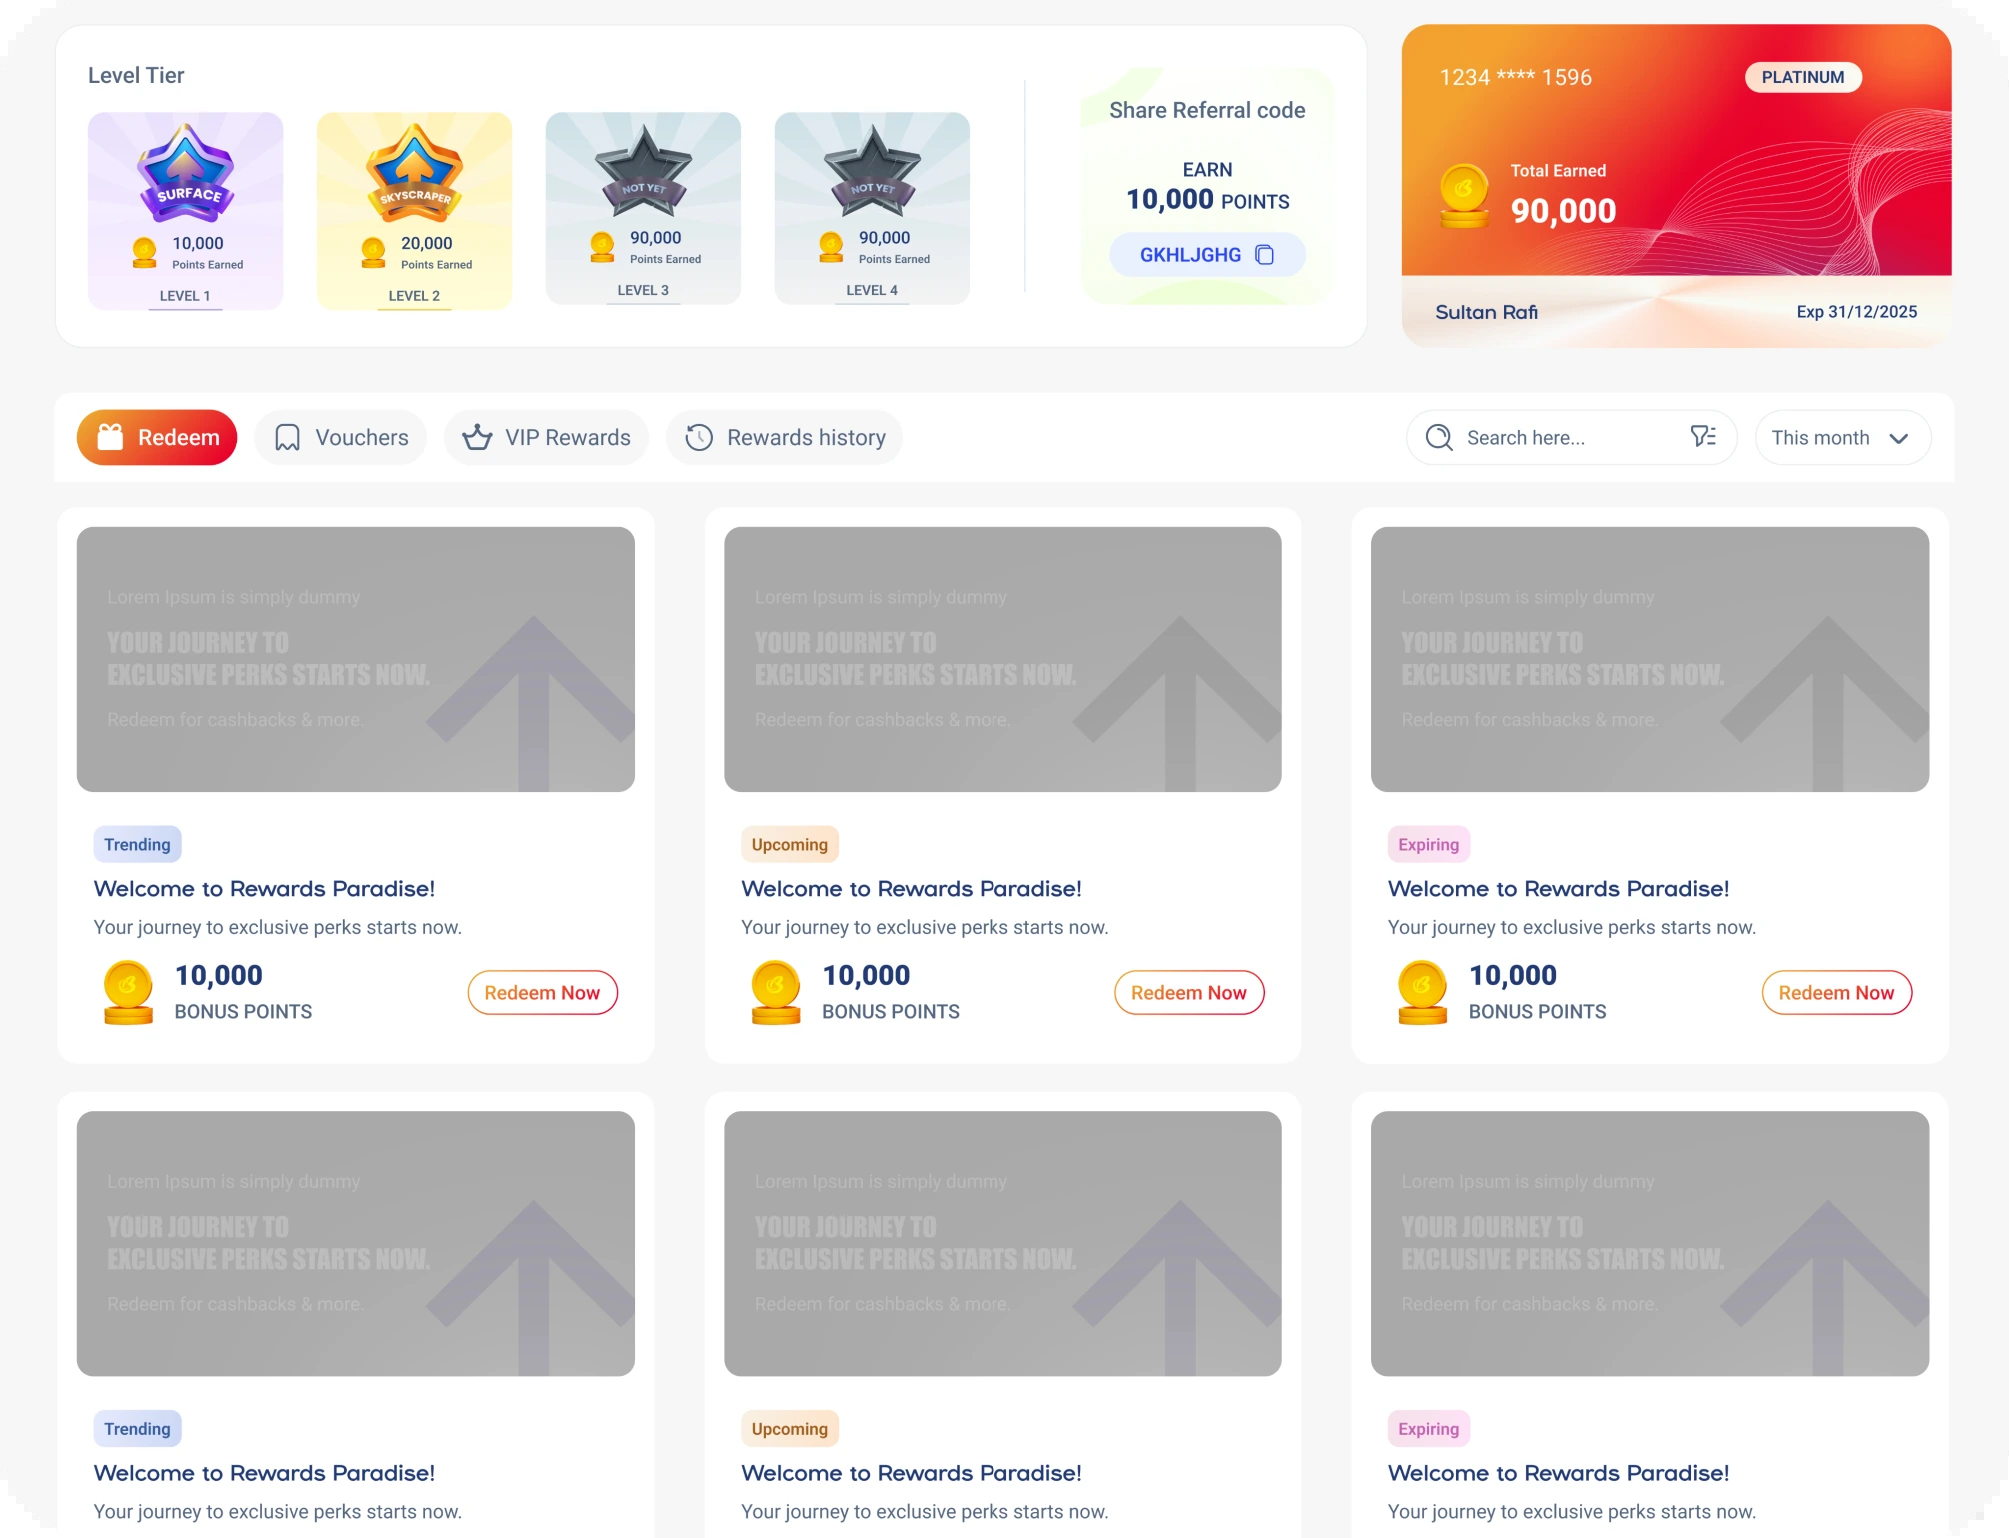 Level Tier
SURFACE
10,000
Points Earned
LEVEL 1
SKYSCRAPER
20,000
Points Earned
LEVEL 2
NOT YET
90,000
Points Earned
LEVEL 3
NOT YET
90,000
Points Earned
LEVEL 4
Share Referral code
EARN
10,000 POINTS
GKHLJGHG
1234 **** 1596
PLATINUM
Total Earned
90,000
Sultan Rafi
Exp 31/12/2025
Redeem
Vouchers
VIP Rewards
Rewards history
Search here...
This month
Lorem Ipsum is simply dummy
YOUR JOURNEY TO
EXCLUSIVE PERKS STARTS NOW.
Redeem for cashbacks & more.
Trending
Welcome to Rewards Paradise!
Your journey to exclusive perks starts now.
10,000
BONUS POINTS
Redeem Now
Lorem Ipsum is simply dummy
YOUR JOURNEY TO
EXCLUSIVE PERKS STARTS NOW.
Redeem for cashbacks & more.
Upcoming
Welcome to Rewards Paradise!
Your journey to exclusive perks starts now.
10,000
BONUS POINTS
Redeem Now
Lorem Ipsum is simply dummy
YOUR JOURNEY TO
EXCLUSIVE PERKS STARTS NOW.
Redeem for cashbacks & more.
Expiring
Welcome to Rewards Paradise!
Your journey to exclusive perks starts now.
10,000
BONUS POINTS
Redeem Now
Lorem Ipsum is simply dummy
YOUR JOURNEY TO
EXCLUSIVE PERKS STARTS NOW.
Redeem for cashbacks & more.
Trending
Welcome to Rewards Paradise!
Your journey to exclusive perks starts now.
Lorem Ipsum is simply dummy
YOUR JOURNEY TO
EXCLUSIVE PERKS STARTS NOW.
Redeem for cashbacks & more.
Upcoming
Welcome to Rewards Paradise!
Your journey to exclusive perks starts now.
Lorem Ipsum is simply dummy
YOUR JOURNEY TO
EXCLUSIVE PERKS STARTS NOW.
Redeem for cashbacks & more.
Expiring
Welcome to Rewards Paradise!
Your journey to exclusive perks starts now.